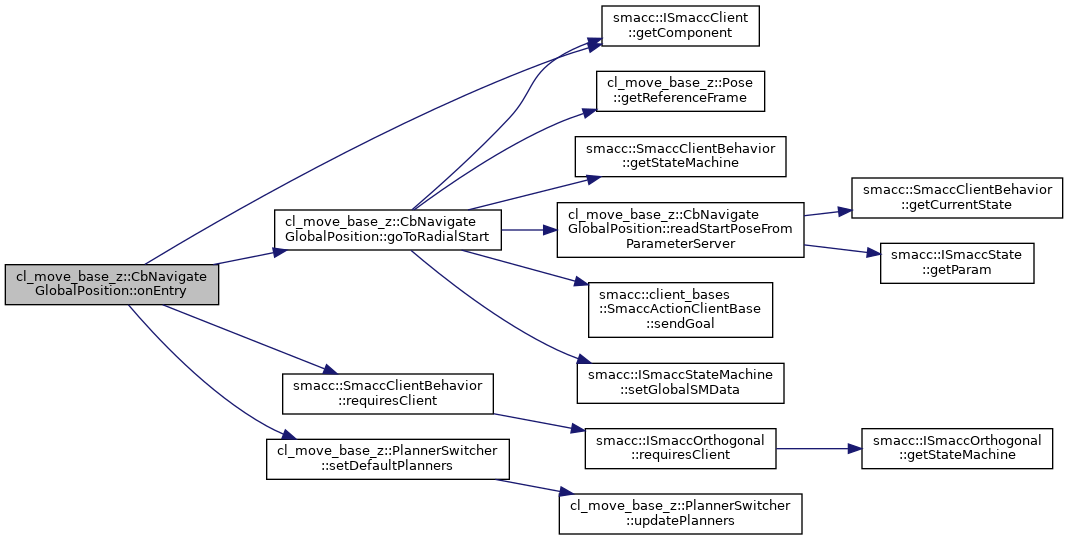 smacc::ISmaccClient
::getComponent
cl_move_base_z::Pose
::getReferenceFrame
smacc::SmaccClientBehavior
::getStateMachine
smacc::SmaccClientBehavior
::getCurrentState
cl_move_base_z::CbNavigate
GlobalPosition::goToRadialStart
cl_move_base_z::CbNavigate
GlobalPosition::readStartPoseFrom
ParameterServer
smacc::ISmaccState
::getParam
cl_move_base_z::CbNavigate
GlobalPosition::onEntry
smacc::client_bases
::SmaccActionClientBase
::sendGoal
smacc::ISmaccStateMachine
::setGlobalSMData
smacc::SmaccClientBehavior
::requiresClient
smacc::ISmaccOrthogonal
::requiresClient
smacc::ISmaccOrthogonal
::getStateMachine
cl_move_base_z::PlannerSwitcher
::setDefaultPlanners
cl_move_base_z::PlannerSwitcher
::updatePlanners